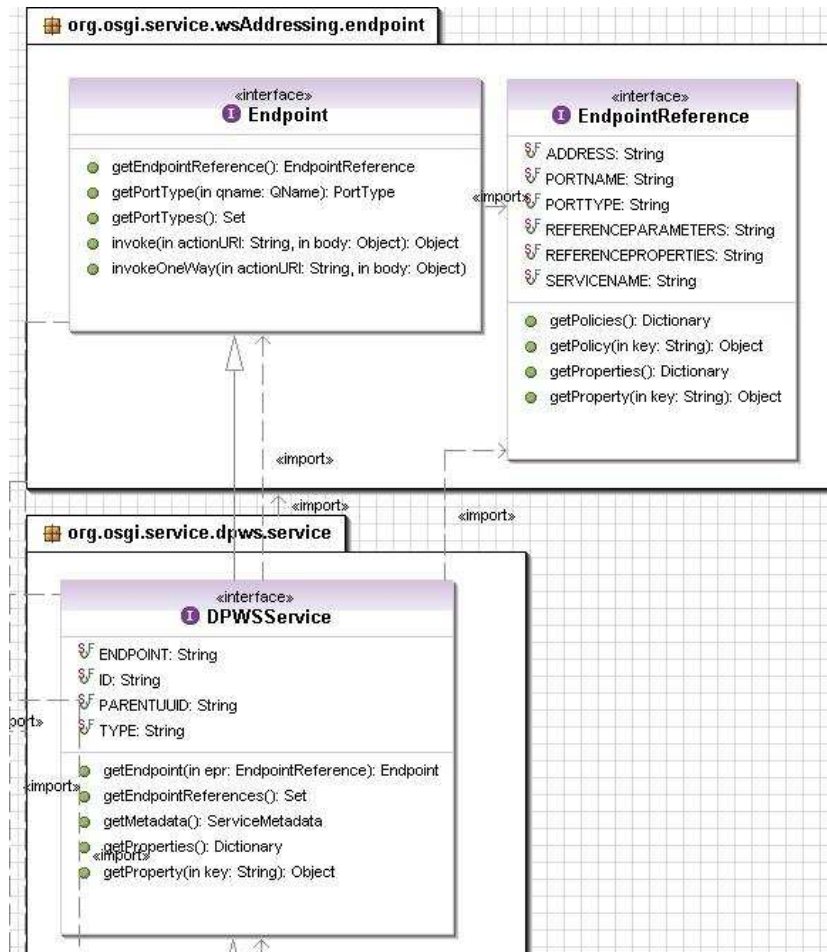 org.osgi.service.wsAddressing.endpoint
«interface»
Endpoint
getEndpointReference(): EndpointReference
getPortType(in qname: QName): PortType
getPortTypes(): Set
invoke(in actionURI: String, in body: Object): Object
invokeOneWay(in actionURI: String, in body: Object)
«import»
«interface»
EndpointReference
ADDRESS: String
PORTNAME: String
PORTTYPE: String
REFERENCEPARAMETERS: String
REFERENCEPROPERTIES: String
SERVICENAME: String
getPolicies(): Dictionary
getPolicy(in key: String): Object
getProperties(): Dictionary
getProperty(in key: String): Object
«import»
«import»
«import»
org.osgi.service.dpws.service
«interface»
DPWSService
ENDPOINT: String
ID: String
PARENTUUID: String
TYPE: String
port»
«import»
getEndpoint(in epr: EndpointReference): Endpoint
getEndpointReferences(): Set
getMetadata(): ServiceMetadata
getProperties(): Dictionary
«import»
getProperty(in key: String): Object